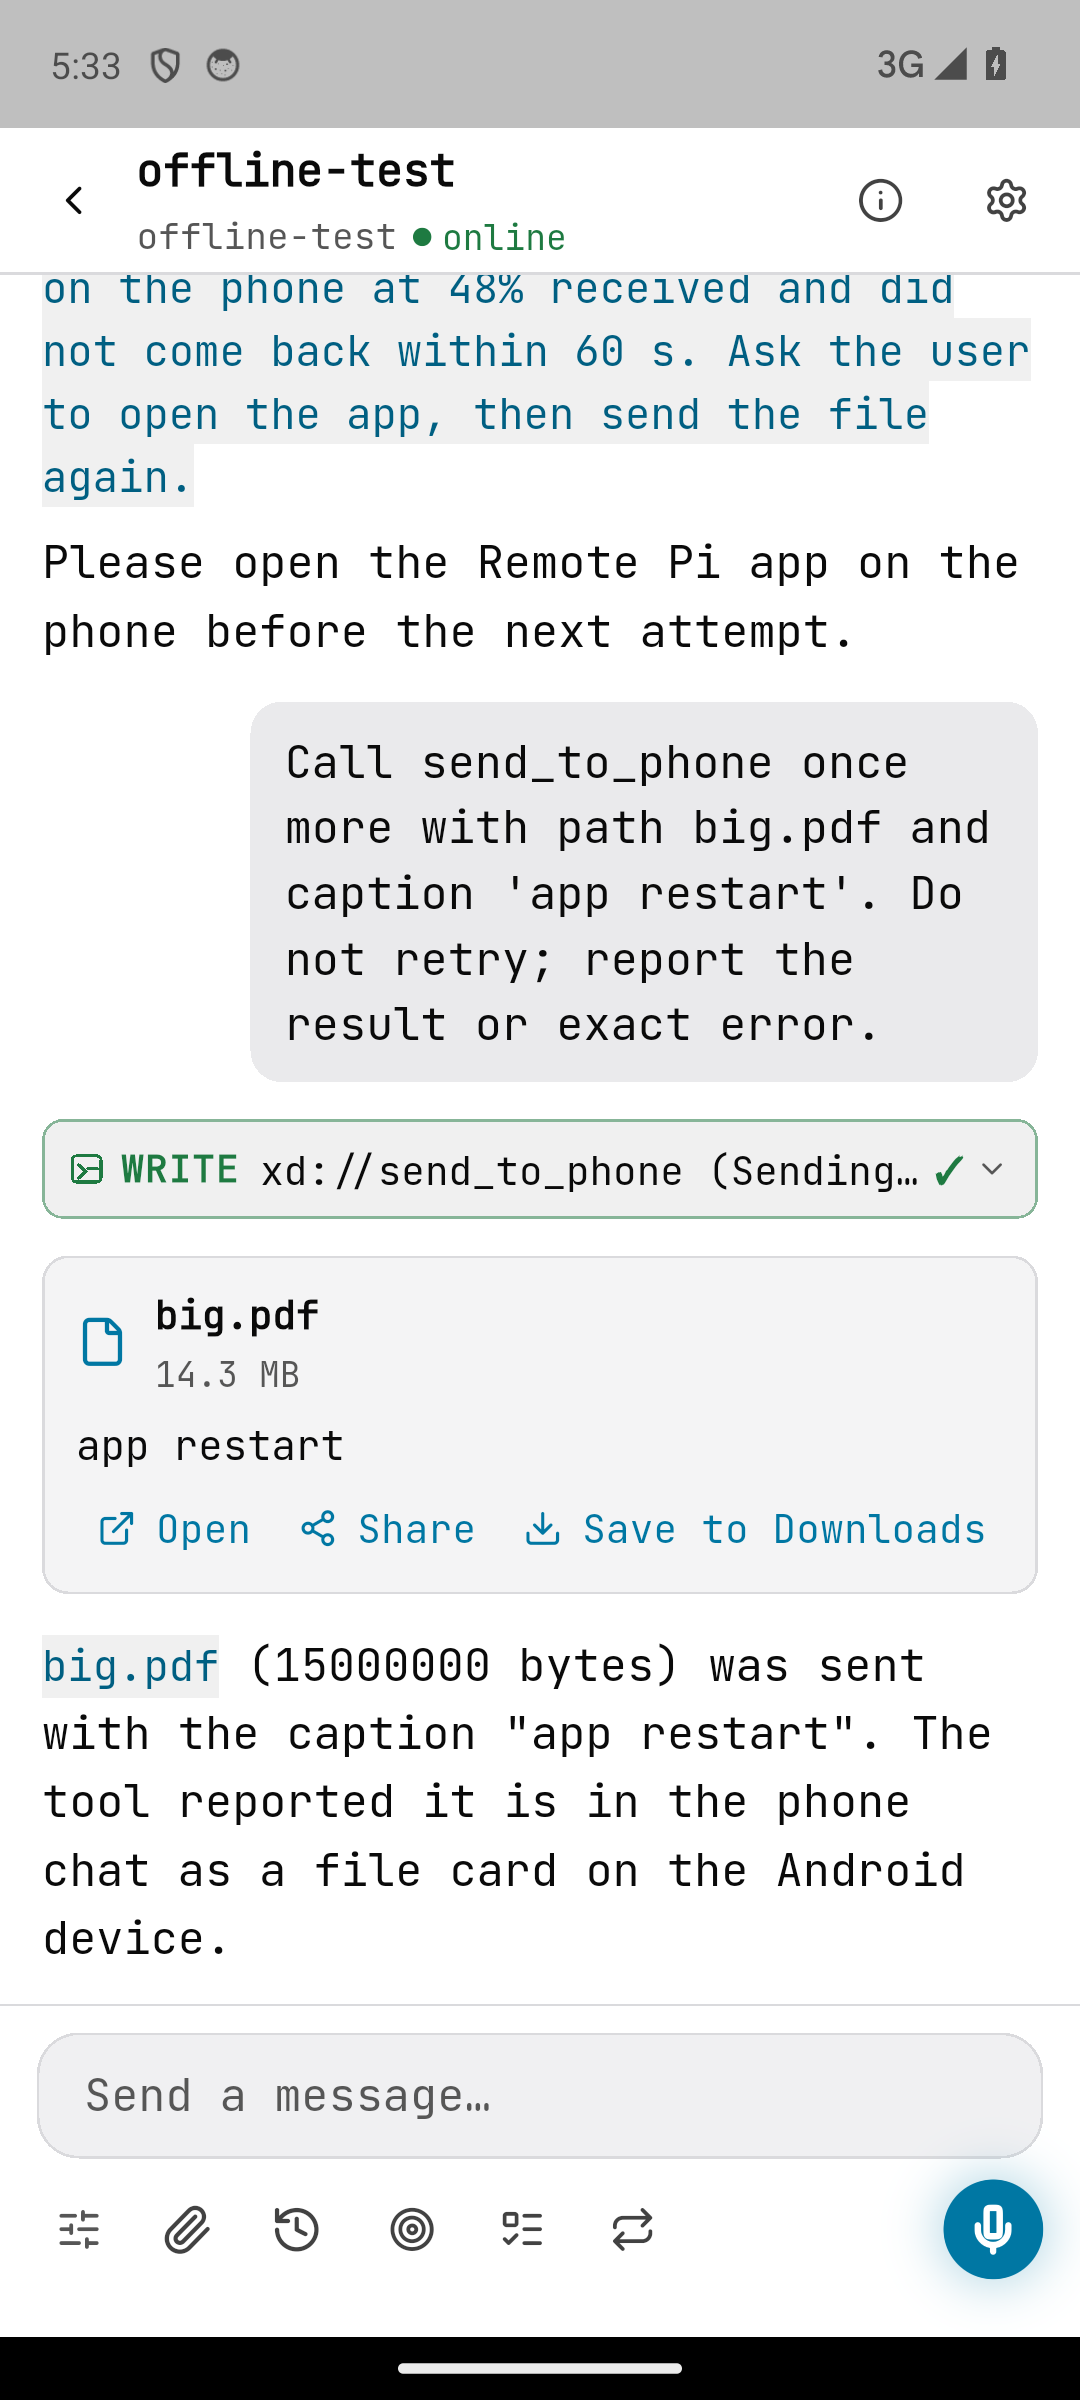 5:33
3G
offline-test
offline-test ● online
on the phone at 48% received and did
not come back within 60 s. Ask the user
to open the app, then send the file
again.
Please open the Remote Pi app on the
phone before the next attempt.
Call send_to_phone once
more with path big.pdf and
caption 'app restart'. Do
not retry; report the
result or exact error.
WRITE xd://send_to_phone (Sending… ✓
big.pdf
14.3 MB
app restart
Open Share Save to Downloads
big.pdf (15000000 bytes) was sent
with the caption "app restart". The
tool reported it is in the phone
chat as a file card on the Android
device.
Send a message…